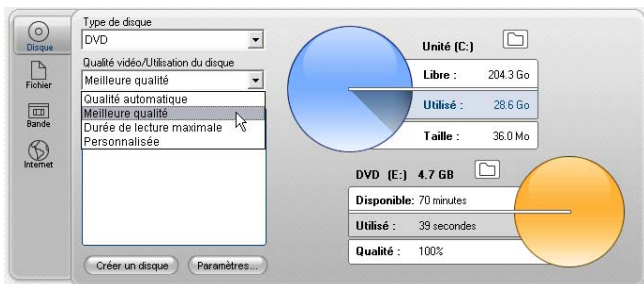 Disque
Fichier
Bande
Internet
Type de disque
DVD
Qualité vidéo/Utilisation du disque
Meilleure qualité
Qualité automatique
Meilleure qualité
Durée de lecture maximale
Personnalisée
Créer un disque
Paramètres...
Unité (C:)
Libre : 204.3 Go
Utilisé : 28.6 Go
Taille : 36.0 Mo
DVD (E:) 4.7 GB
Disponible: 70 minutes
Utilisé : 39 secondes
Qualité : 100%